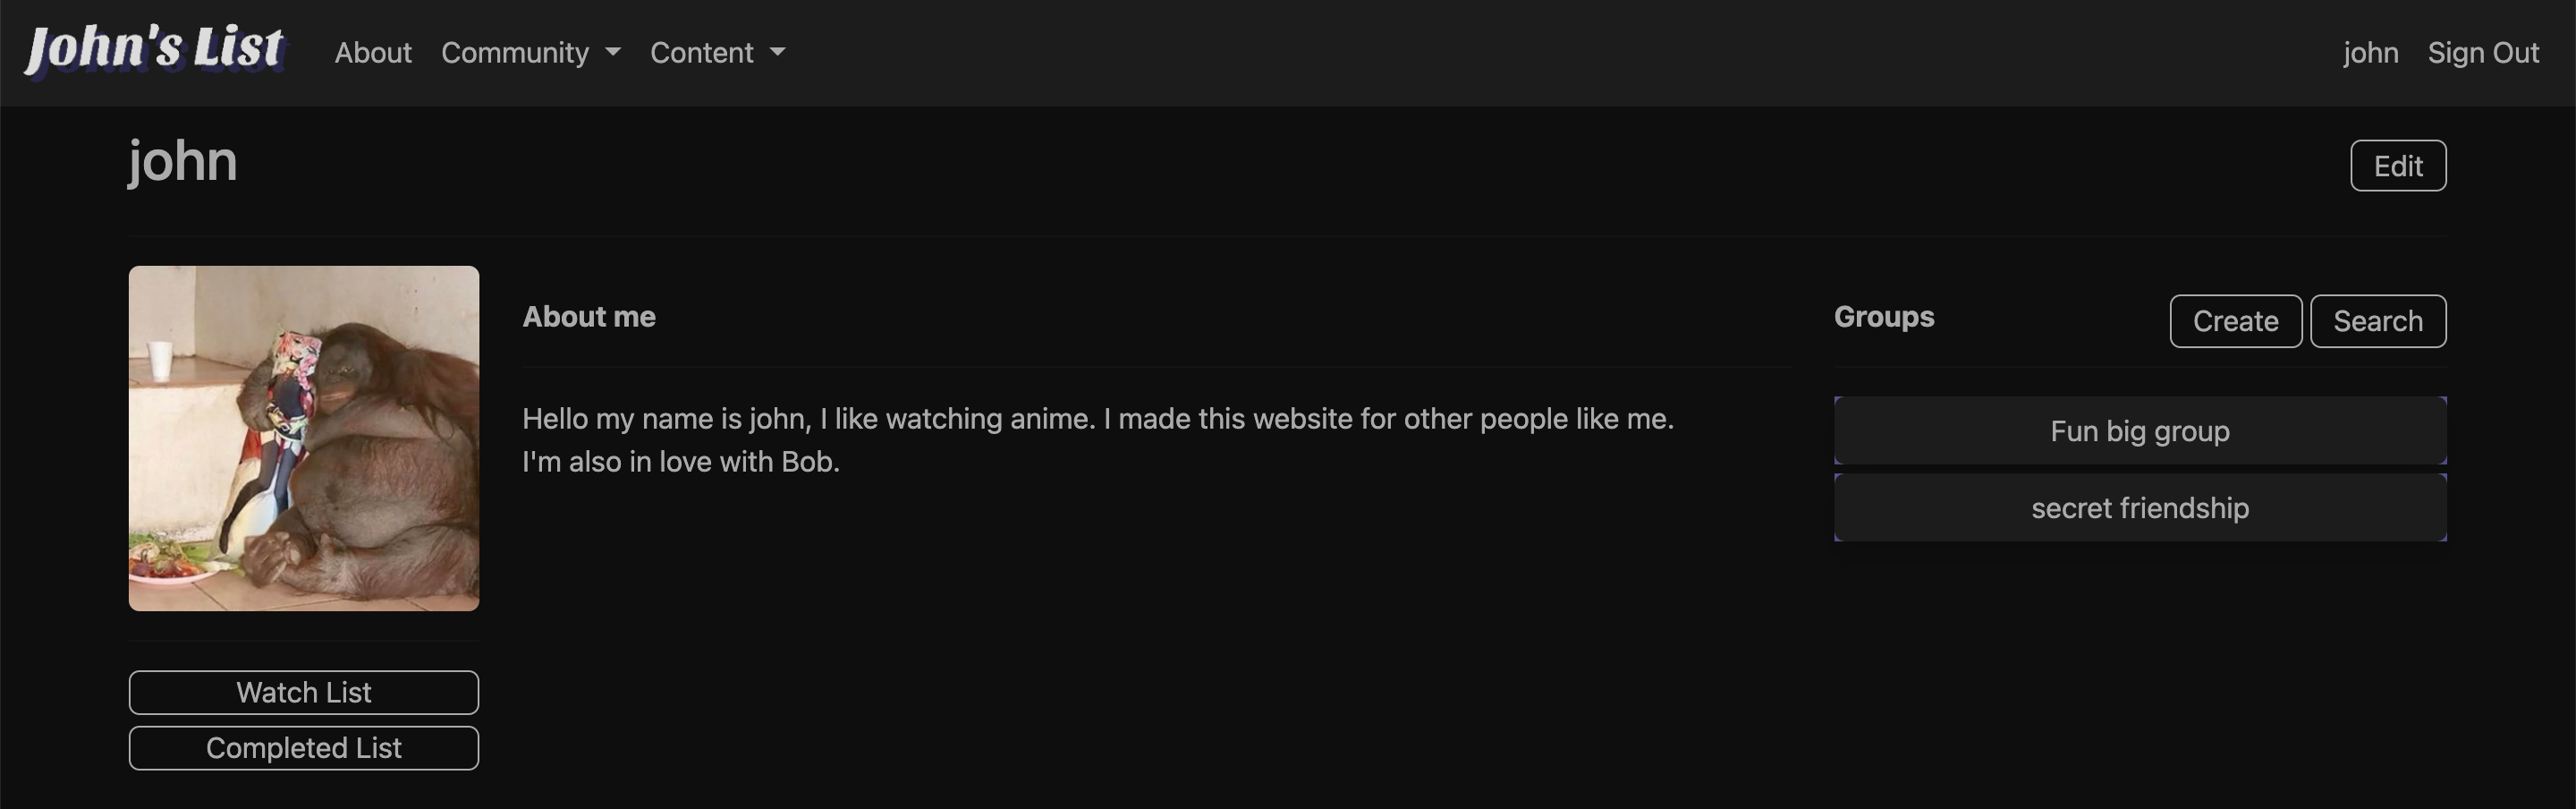 John's List
About
Community
Content
john
Sign Out
john
Edit
About me
Hello my name is john, I like watching anime. I made this website for other people like me.
I'm also in love with Bob.
Groups
Create
Search
Fun big group
secret friendship
Watch List
Completed List